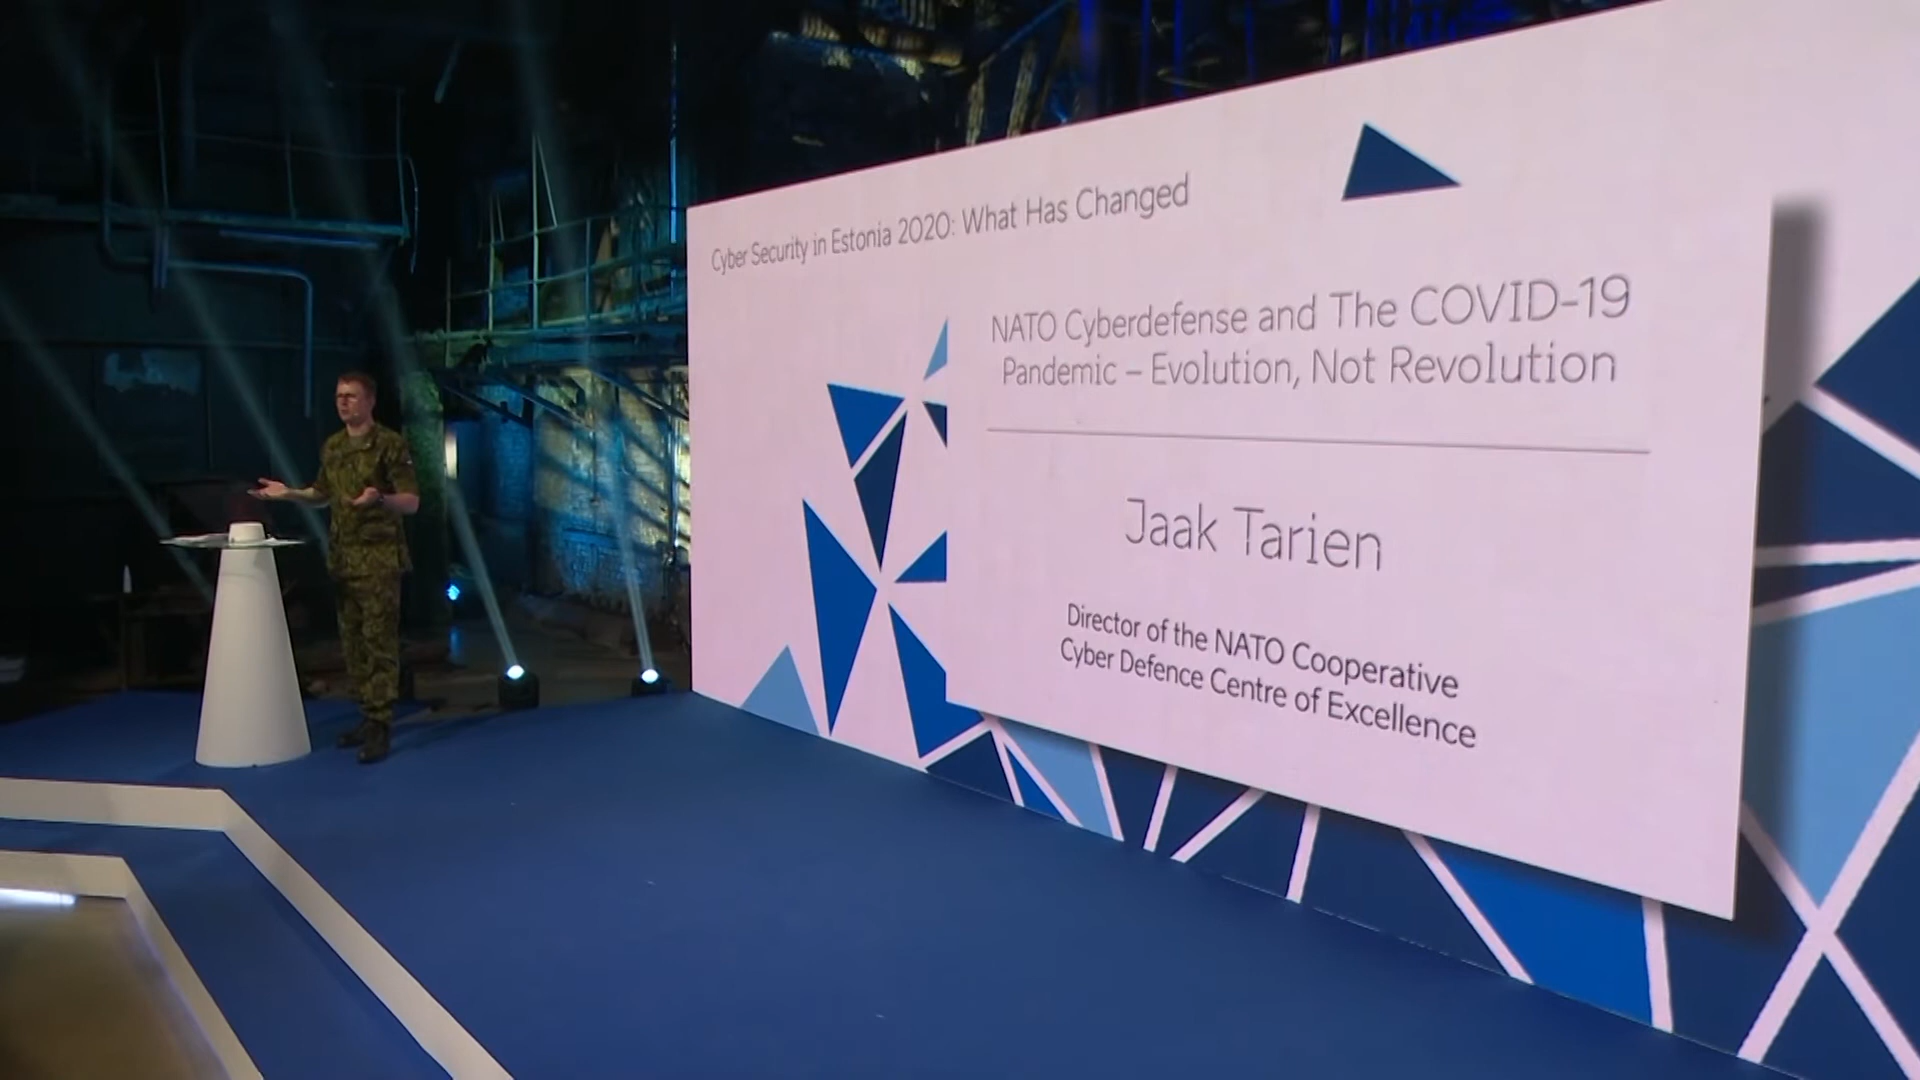 Cyber Security in Estonia 2020: What Has Changed
NATO Cyberdefense and The COVID-19
Pandemic – Evolution, Not Revolution
Jaak Tarien
Director of the NATO Cooperative
Cyber Defence Centre of Excellence